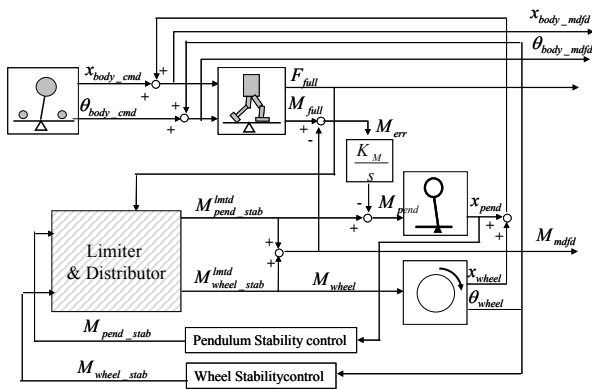 x_body_mdfd
θ_body_mdfd
x_body_cmd
+
+
F_full
θ_body_cmd
+
+
M_full
+
-
M_err
K_M
s
M^lmtd_pend_stab
-
+
M_pend
x_pend
+
+
Limiter
& Distributor
+
+
M_mdfd
M^lmtd_wheel_stab
M_wheel
x_wheel
θ_wheel
M_pend_stab
Pendulum Stability control
M_wheel_stab
Wheel Stabilitycontrol